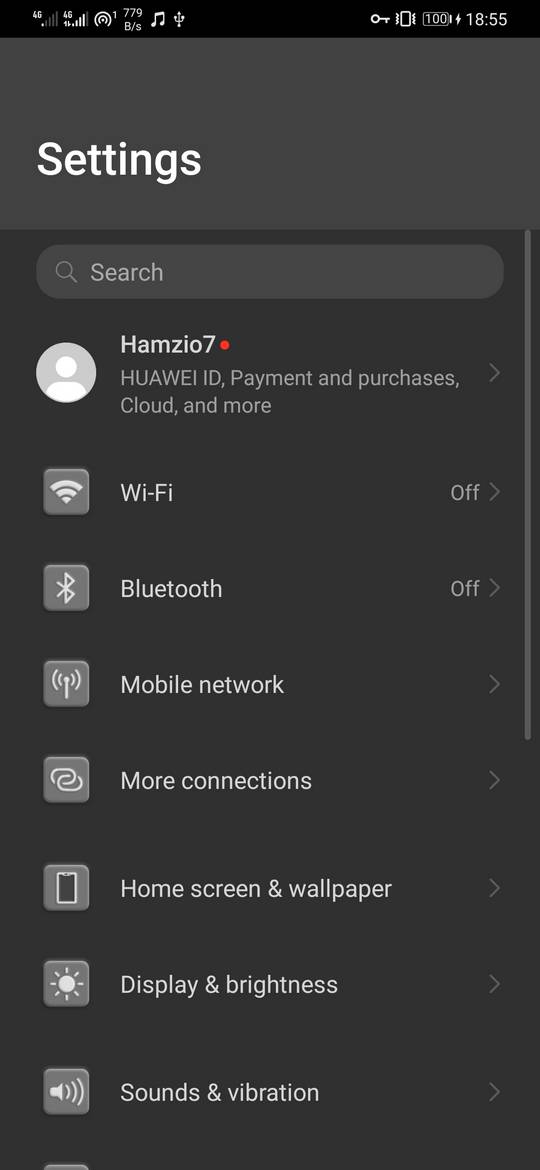 4G 4G 1 779 B/s 100 18:55
Settings
Search
Hamzio7
HUAWEI ID, Payment and purchases,
Cloud, and more
Wi-Fi Off
Bluetooth Off
Mobile network
More connections
Home screen & wallpaper
Display & brightness
Sounds & vibration